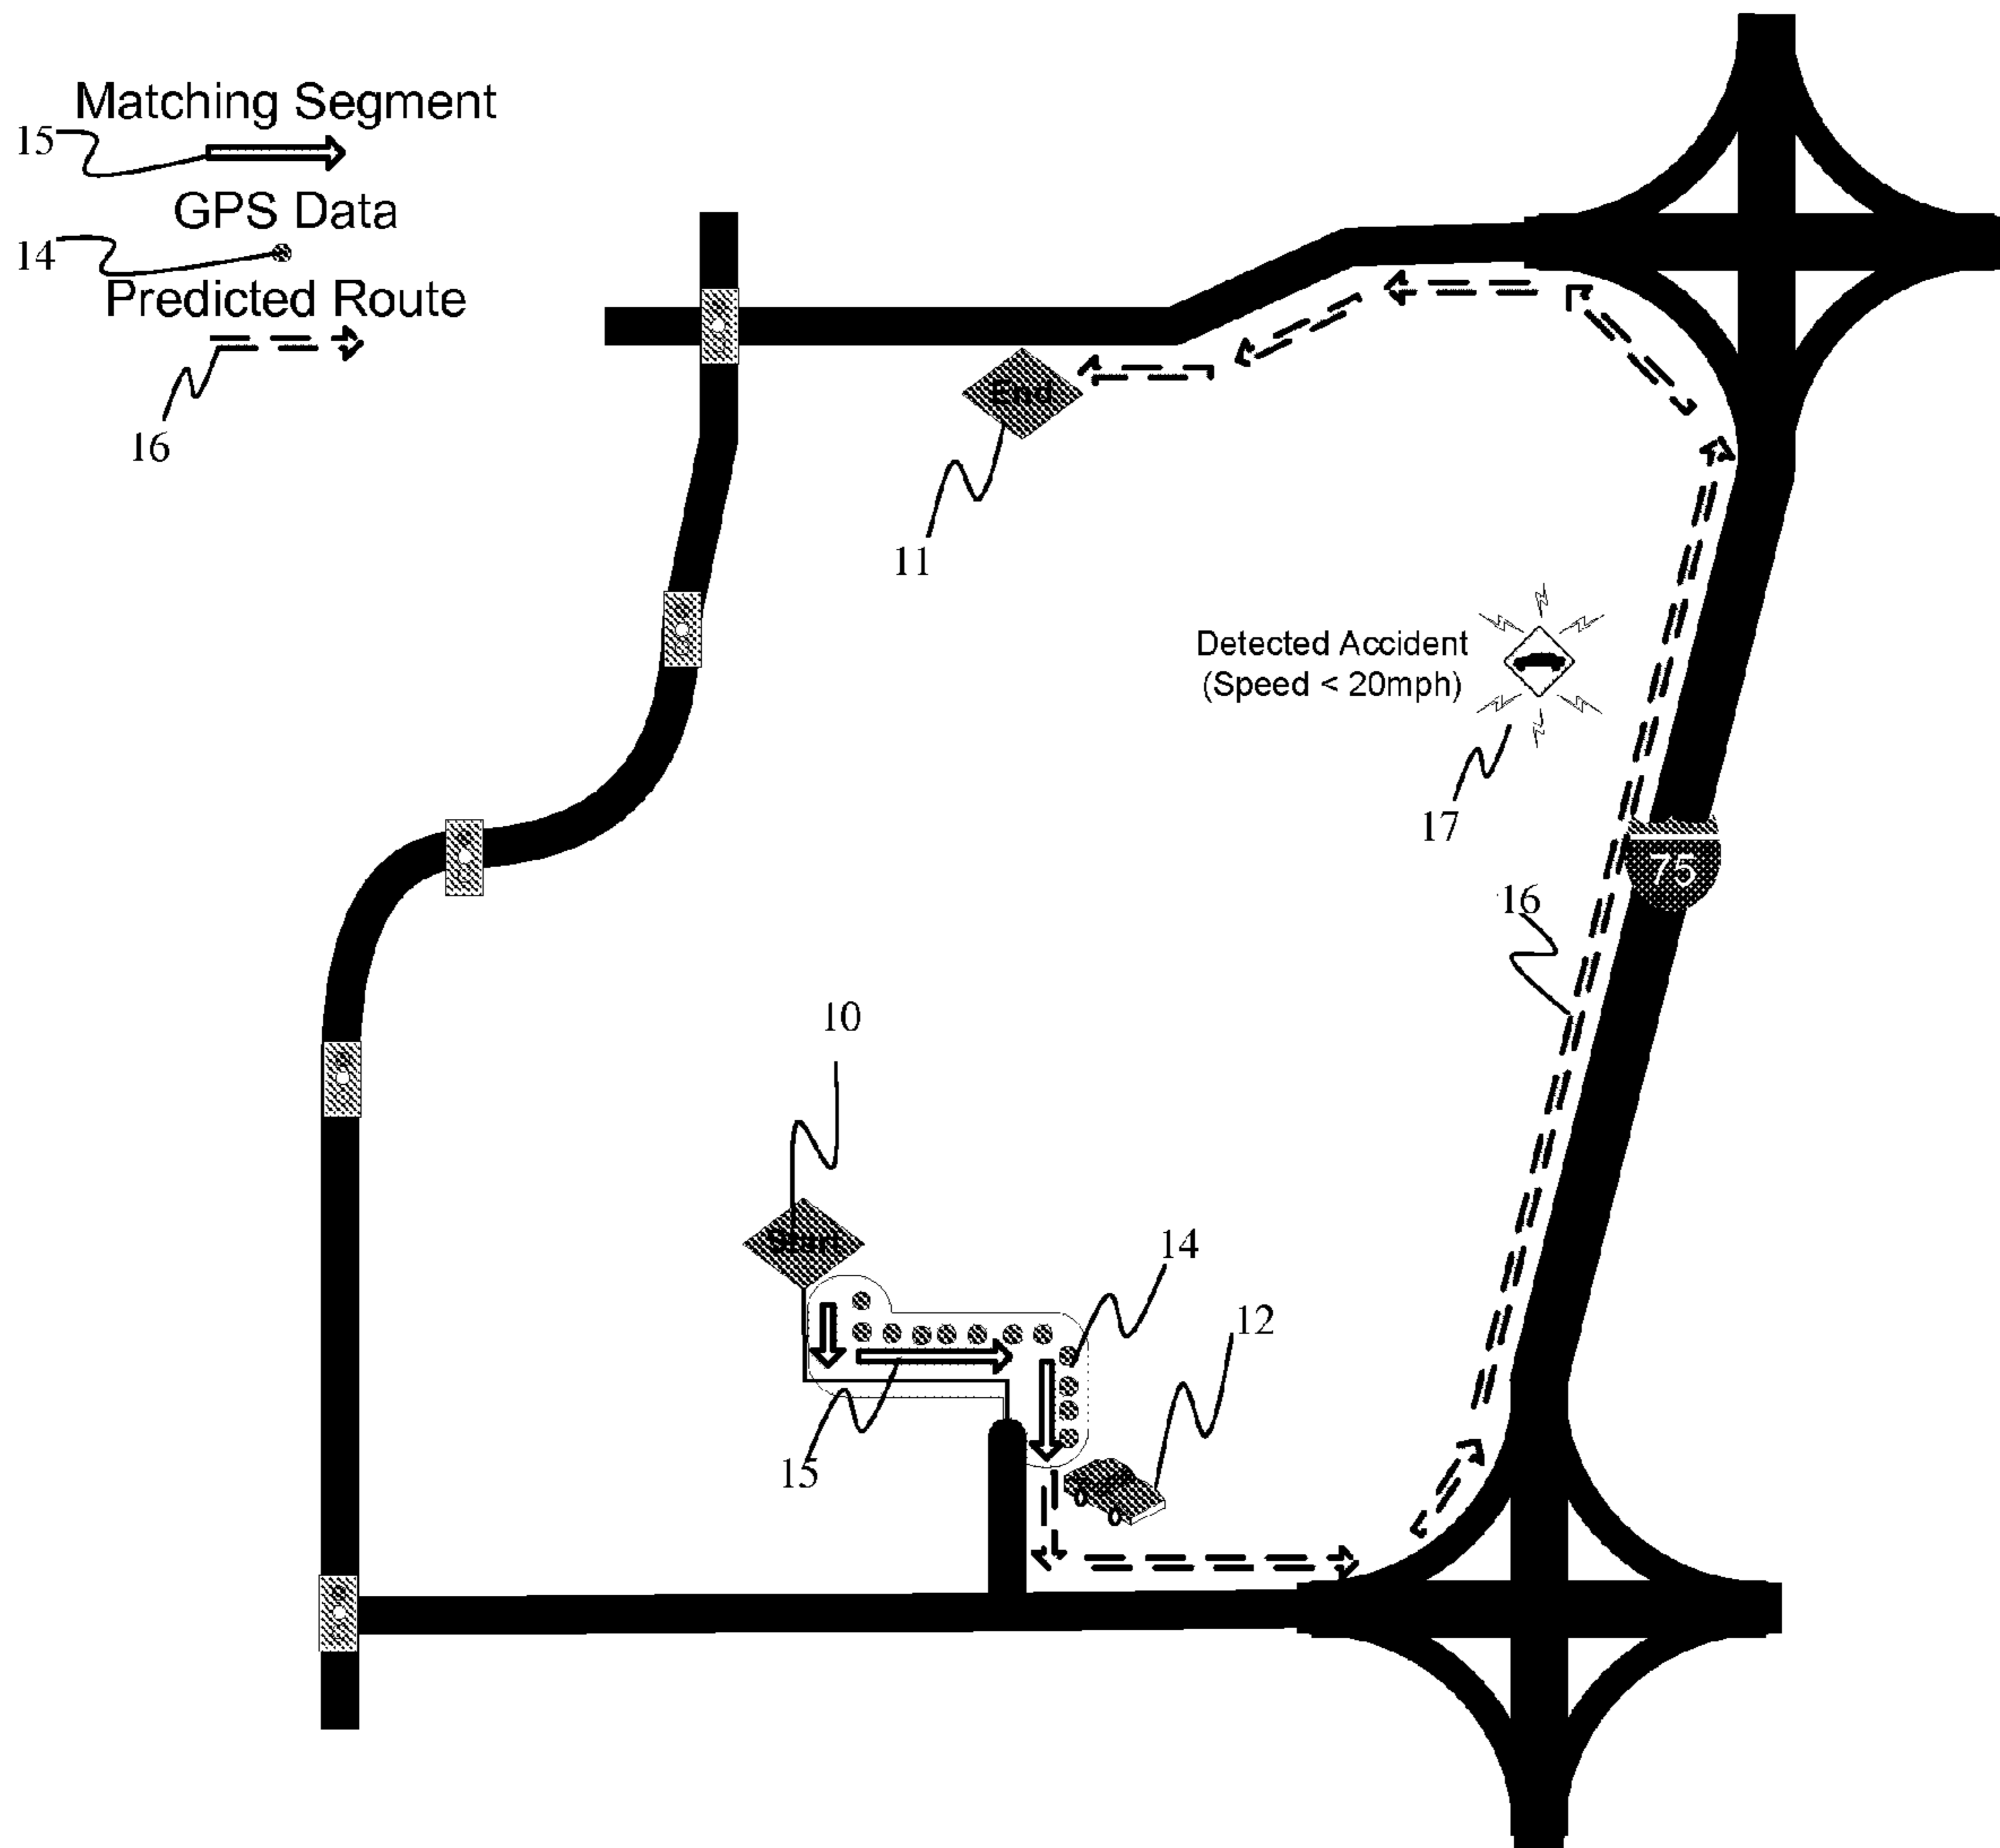 Matching Segment
15
GPS Data
14
Predicted Route
16
End
11
Detected Accident
(Speed < 20mph)
17
75
16
10
Start
14
12
15